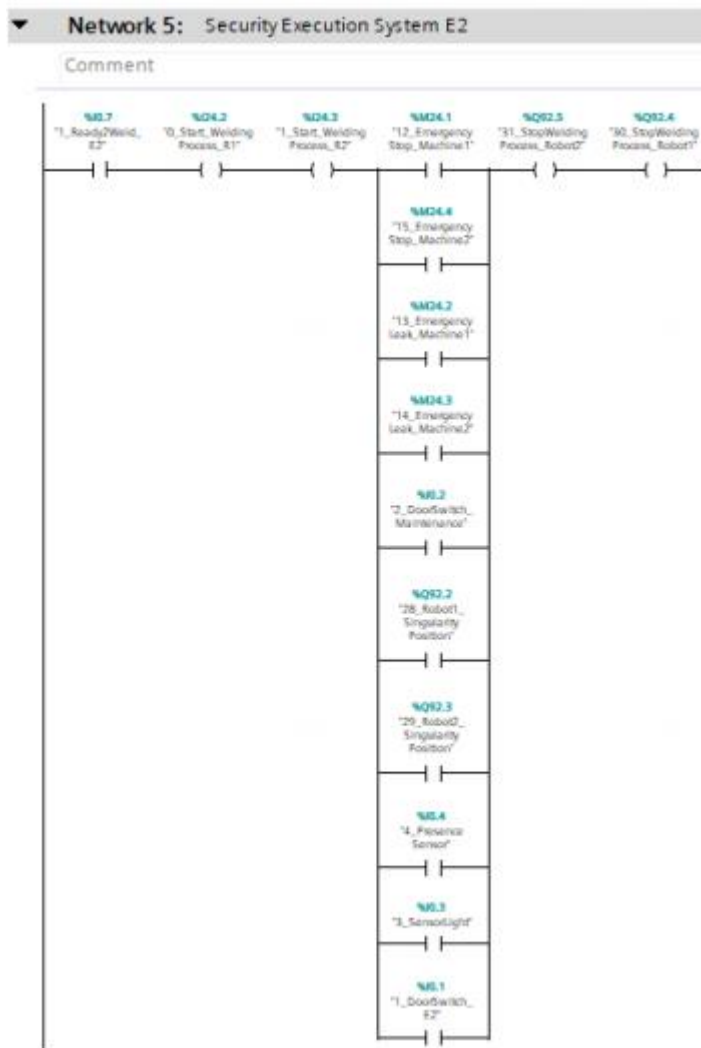 Network 5: Security Execution System E2
Comment
%I0.7
"1_Ready2Weld_
E2"
%I24.2
"0_Start_Welding
Process_R1"
%I24.3
"1_Start_Welding
Process_R2"
%M24.1
"12_Emergency
Stop_Machine1"
%Q92.5
"31_StopWelding
Process_Robot2"
%Q92.4
"30_StopWelding
Process_Robot1"
%M24.4
"15_Emergency
Stop_Machine2"
%M24.2
"13_Emergency
Leak_Machine1"
%M24.3
"14_Emergency
Leak_Machine2"
%I0.2
"2_DoorSwitch_
Maintenance"
%Q92.2
"28_Robot1_
Singularity
Position"
%Q92.3
"29_Robot2_
Singularity
Position"
%I0.4
"4_Presence
Sensor"
%I0.3
"3_SensorLight"
%I0.1
"1_DoorSwitch_
E2"